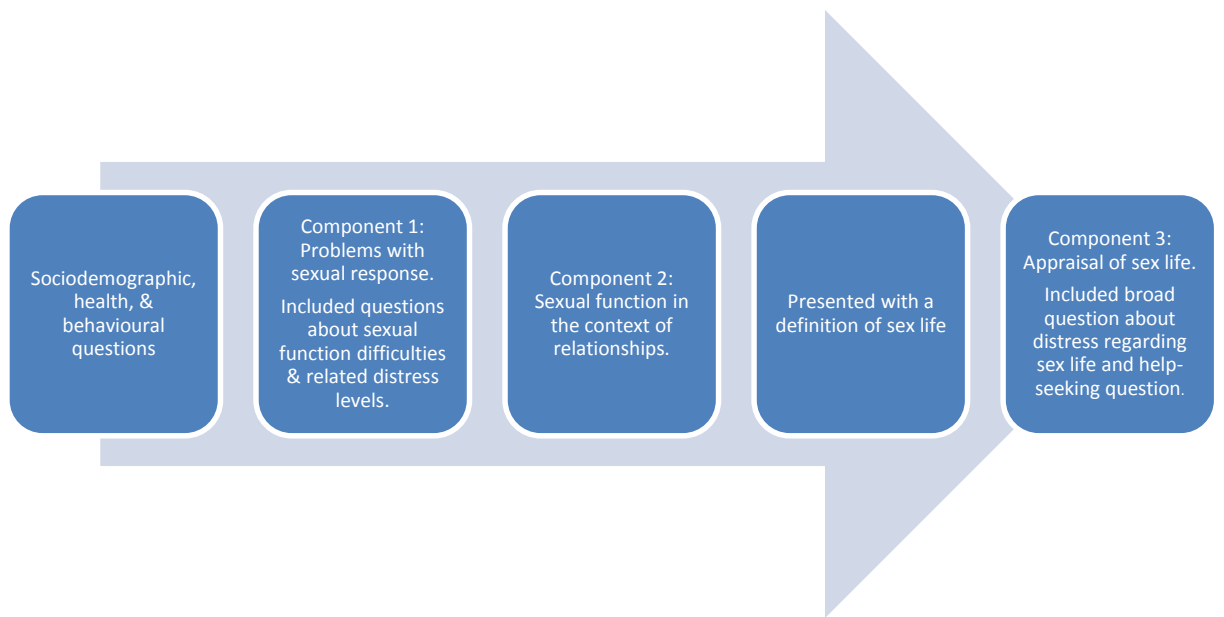 Sociodemographic,
health, &
behavioural
questions
Component 1:
Problems with
sexual response.
Included questions
about sexual
function difficulties
& related distress
levels.
Component 2:
Sexual function in
the context of
relationships.
Presented with a
definition of sex life
Component 3:
Appraisal of sex life.
Included broad
question about
distress regarding
sex life and help-
seeking question.